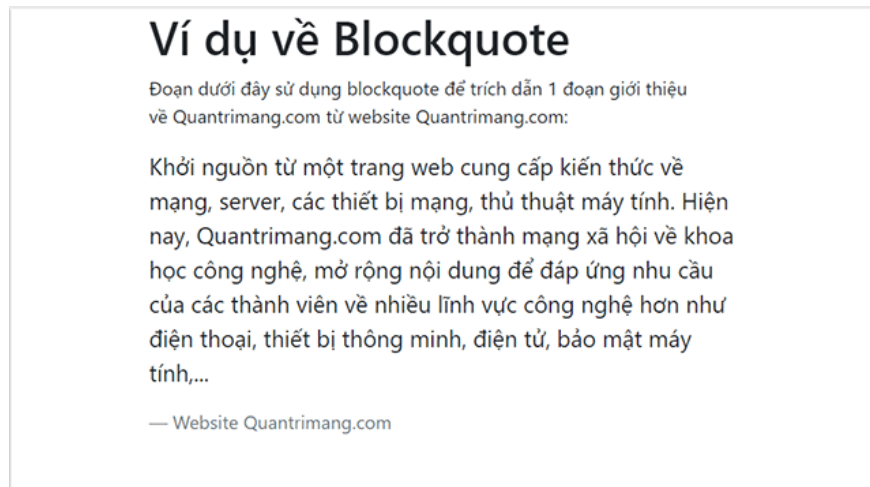 Ví dụ về Blockquote
Đoạn dưới đây sử dụng blockquote để trích dẫn 1 đoạn giới thiệu
về Quantrimang.com từ website Quantrimang.com:
Khởi nguồn từ một trang web cung cấp kiến thức về
mạng, server, các thiết bị mạng, thủ thuật máy tính. Hiện
nay, Quantrimang.com đã trở thành mạng xã hội về khoa
học công nghệ, mở rộng nội dung để đáp ứng nhu cầu
của các thành viên về nhiều lĩnh vực công nghệ hơn như
điện thoại, thiết bị thông minh, điện tử, bảo mật máy
tính,...
— Website Quantrimang.com